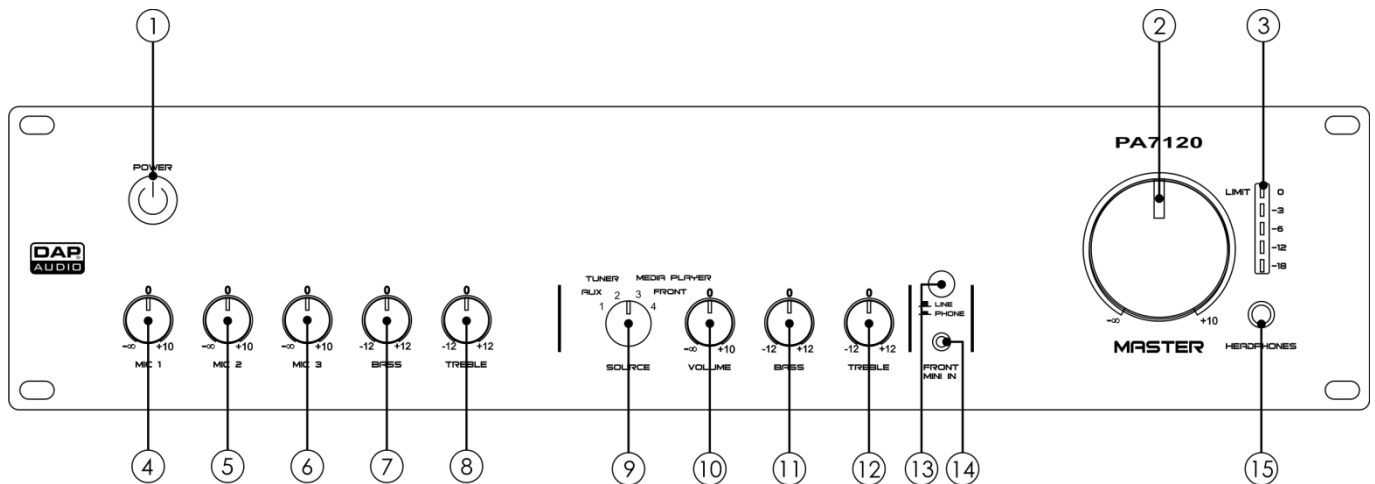 1
2
3
PA7120
POWER
LIMIT 0
-3
-6
-12
-18
DAP®
AUDIO
TUNER MEDIA PLAYER
AUX FRONT
1 2 3 4
0
0
0
0
0
0
0
0
LINE
PHONE
-∞ +10
-∞ +10
-∞ +10
-12 +12
-12 +12
-∞ +10
-12 +12
-12 +12
-∞ +10
MIC 1
MIC 2
MIC 3
BASS
TREBLE
SOURCE
VOLUME
BASS
TREBLE
FRONT
MINI IN
MASTER
HEADPHONES
4
5
6
7
8
9
10
11
12
13
14
15